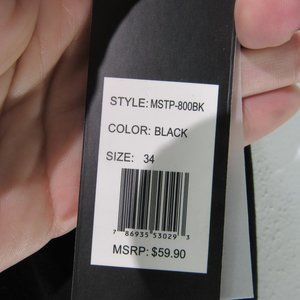 STYLE: MSTP-800BK
COLOR: BLACK
SIZE: 34
7 86935 53029 3
MSRP: $59.90